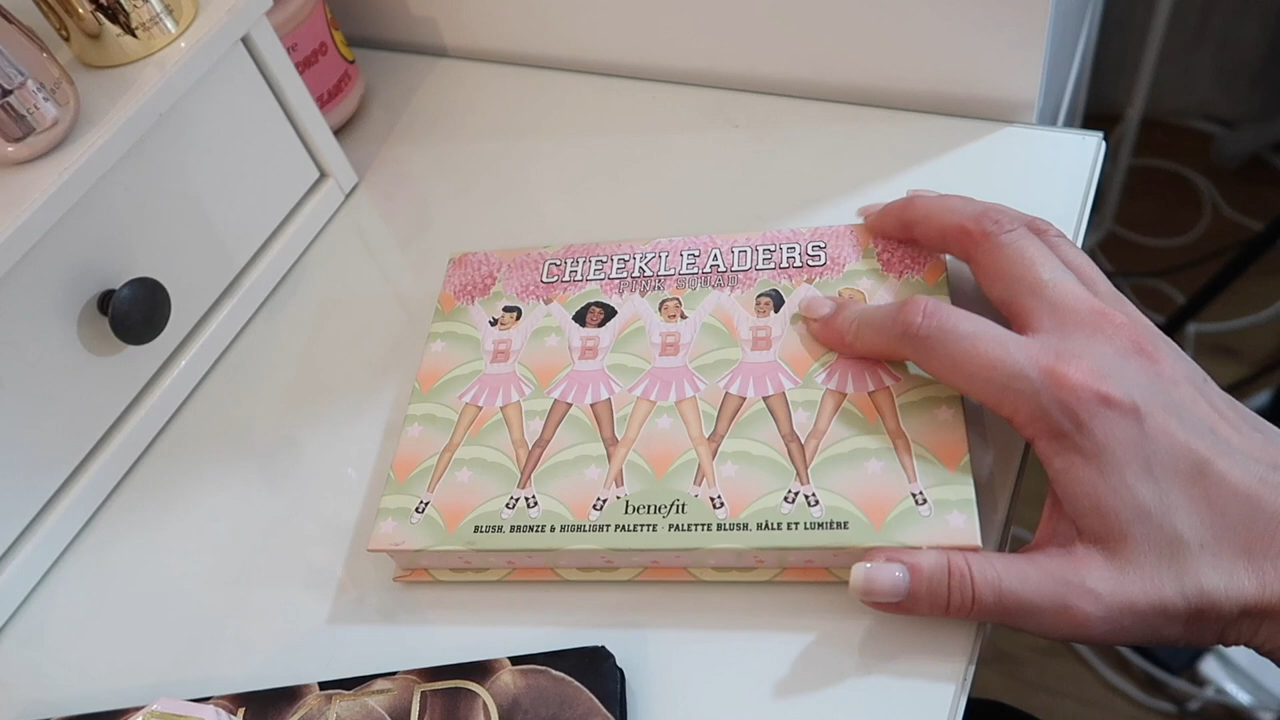 CHEEKLEADERS
PINK SQUAD
B B B B
benefit
BLUSH, BRONZE & HIGHLIGHT PALETTE · PALETTE BLUSH, HÂLE ET LUMIÈRE